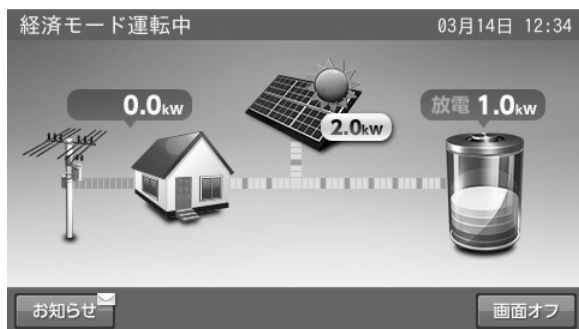 経済モード運転中 03月14日 12:34
0.0kw
2.0kw
放電 1.0kw
お知らせ
画面オフ